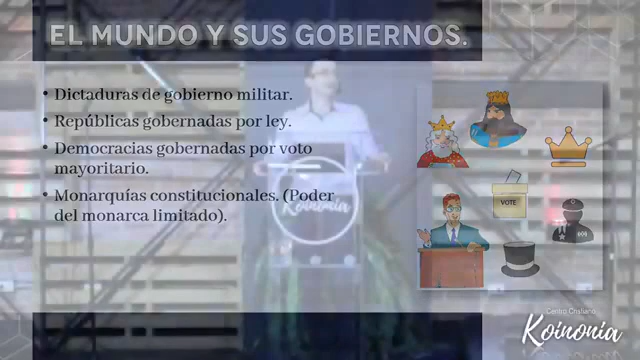 EL MUNDO Y SUS GOBIERNOS.
• Dictaduras de gobierno militar.
• Repúblicas gobernadas por ley.
• Democracias gobernadas por voto
mayoritario.
• Monarquías constitucionales. (Poder
del monarca limitado).
VOTE
Koinonia
Centro Cristiano
Koinonia